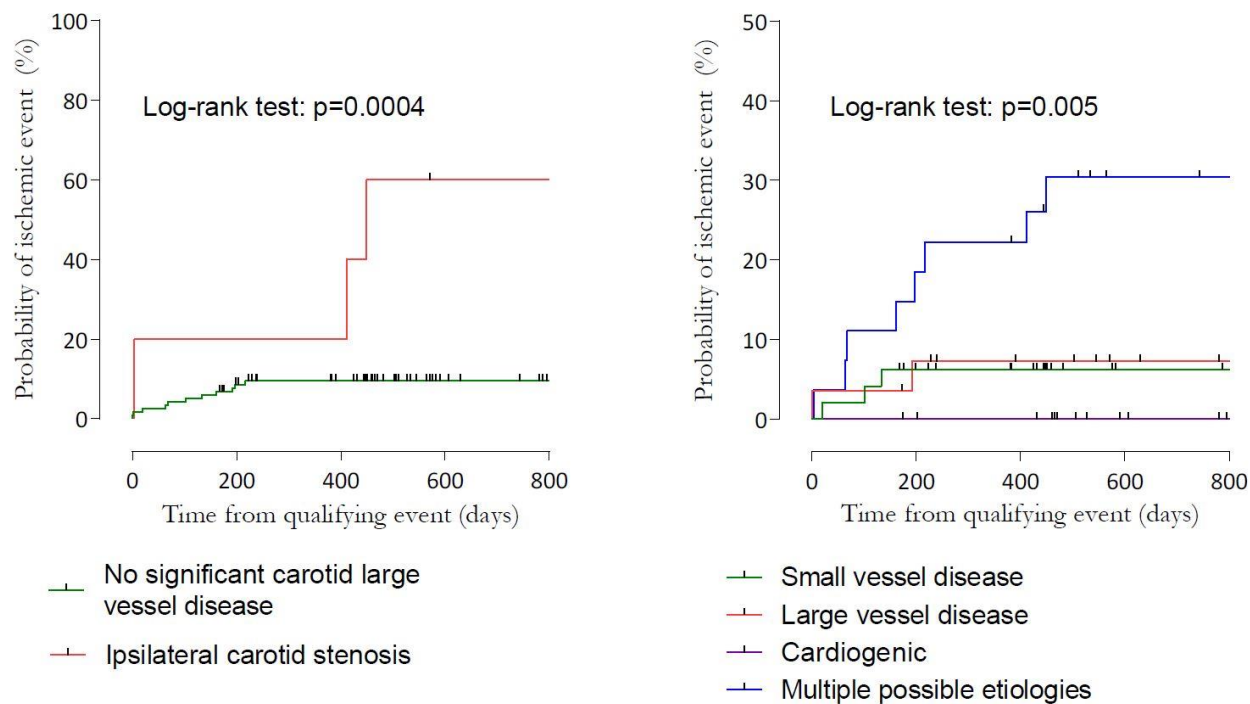 Probability of ischemic event (%)
100
80
60
40
20
0
Log-rank test: p=0.0004
0 200 400 600 800
Time from qualifying event (days)
No significant carotid large
vessel disease
Ipsilateral carotid stenosis
Probability of ischemic event (%)
50
40
30
20
10
0
Log-rank test: p=0.005
0 200 400 600 800
Time from qualifying event (days)
Small vessel disease
Large vessel disease
Cardiogenic
Multiple possible etiologies